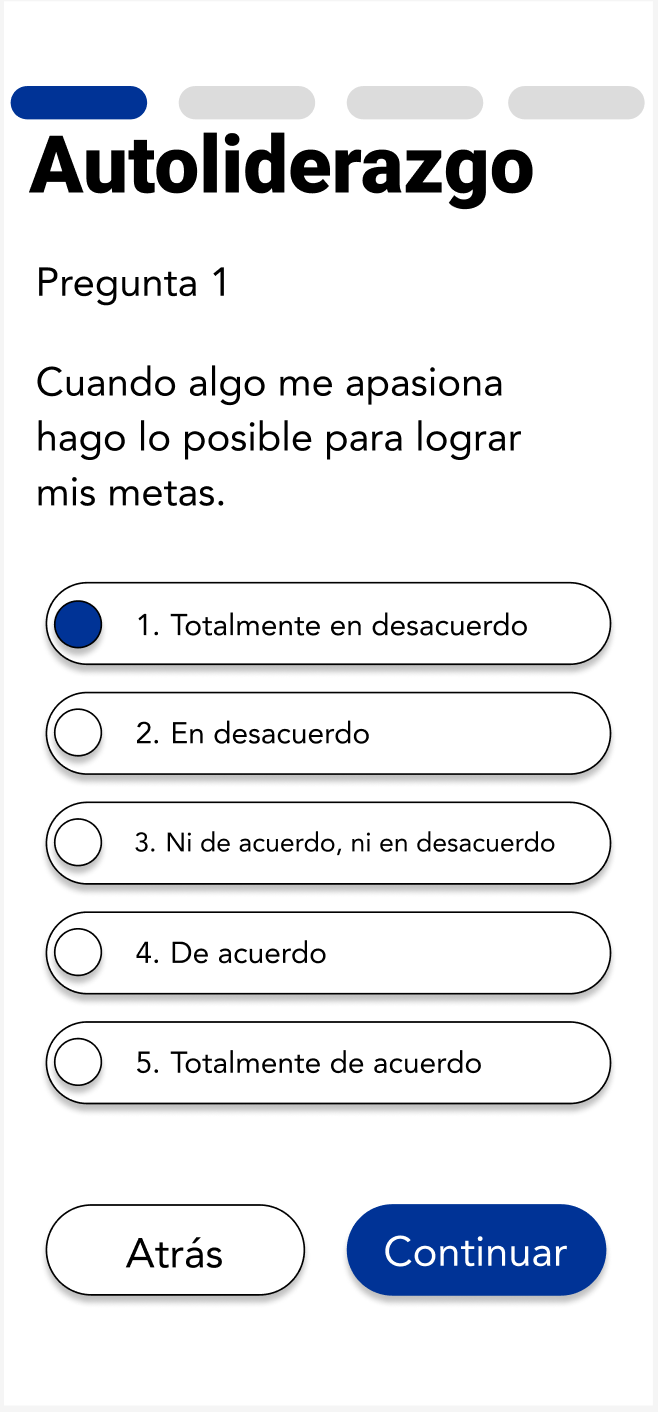 Autoliderazgo
Pregunta 1
Cuando algo me apasiona
hago lo posible para lograr
mis metas.
1. Totalmente en desacuerdo
2. En desacuerdo
3. Ni de acuerdo, ni en desacuerdo
4. De acuerdo
5. Totalmente de acuerdo
Atrás
Continuar